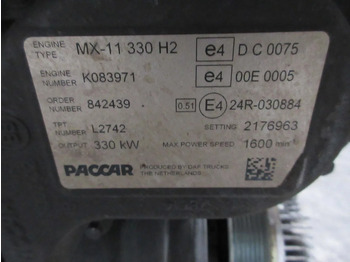 ENGINE TYPE MX-11 330 H2 e4 D C 0075
ENGINE NUMBER K083971 e4 00E 0005
ORDER NUMBER 842439 0.51 E4 24R-030884
L2742 SETTING 2176963
OUTPUT 330 kW MAX. POWER SPEED 1600
PACCAR PRODUCED BY DAF TRUCKS
THE NETHERLANDS